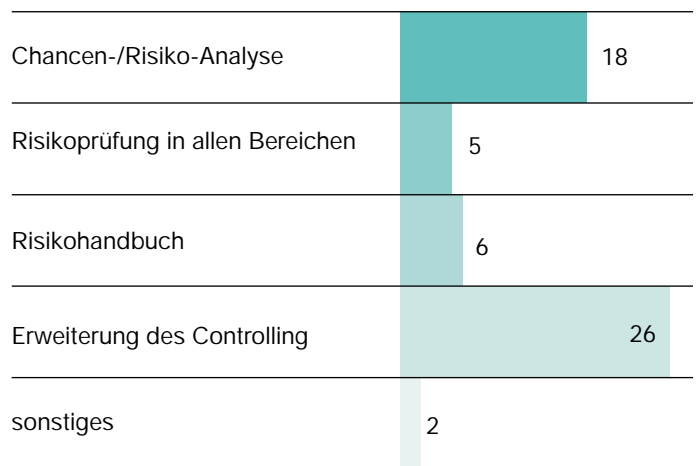 Chancen-/Risiko-Analyse 18
Risikoprüfung in allen Bereichen 5
Risikohandbuch 6
Erweiterung des Controlling 26
sonstiges 2